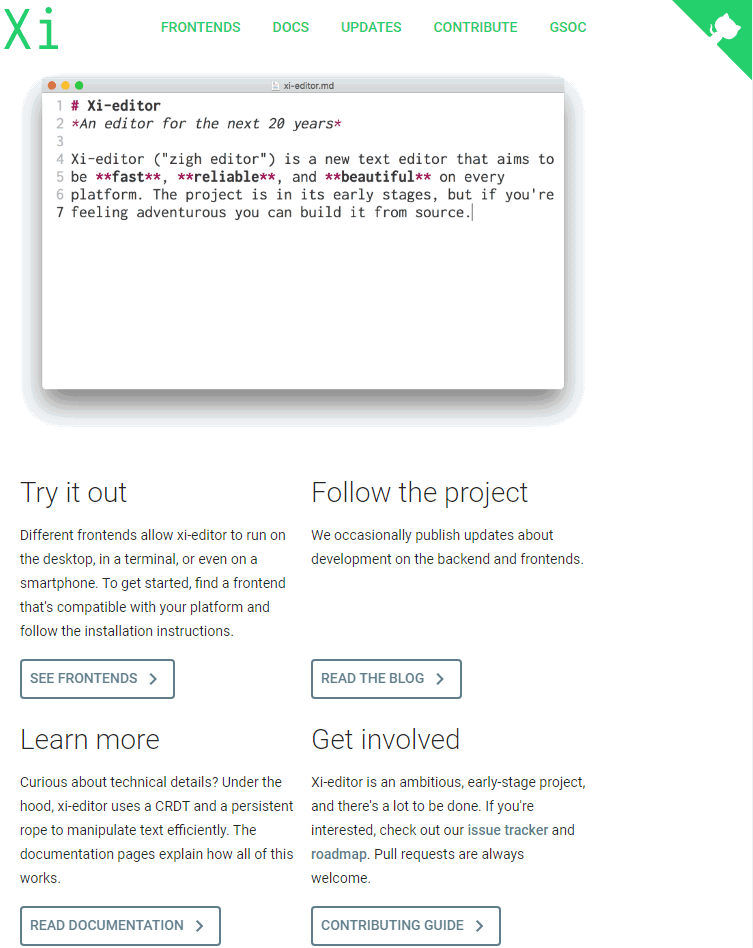 Xi
FRONTENDS DOCS UPDATES CONTRIBUTE GSOC
xi-editor.md
1 # Xi-editor
2 *An editor for the next 20 years*
3
4 Xi-editor ("zigh editor") is a new text editor that aims to
5 be **fast**, **reliable**, and **beautiful** on every
6 platform. The project is in its early stages, but if you're
7 feeling adventurous you can build it from source.
Try it out
Different frontends allow xi-editor to run on
the desktop, in a terminal, or even on a
smartphone. To get started, find a frontend
that's compatible with your platform and
follow the installation instructions.
SEE FRONTENDS
Follow the project
We occasionally publish updates about
development on the backend and frontends.
READ THE BLOG
Learn more
Curious about technical details? Under the
hood, xi-editor uses a CRDT and a persistent
rope to manipulate text efficiently. The
documentation pages explain how all of this
works.
READ DOCUMENTATION
Get involved
Xi-editor is an ambitious, early-stage project,
and there's a lot to be done. If you're
interested, check out our issue tracker and
roadmap. Pull requests are always
welcome.
CONTRIBUTING GUIDE